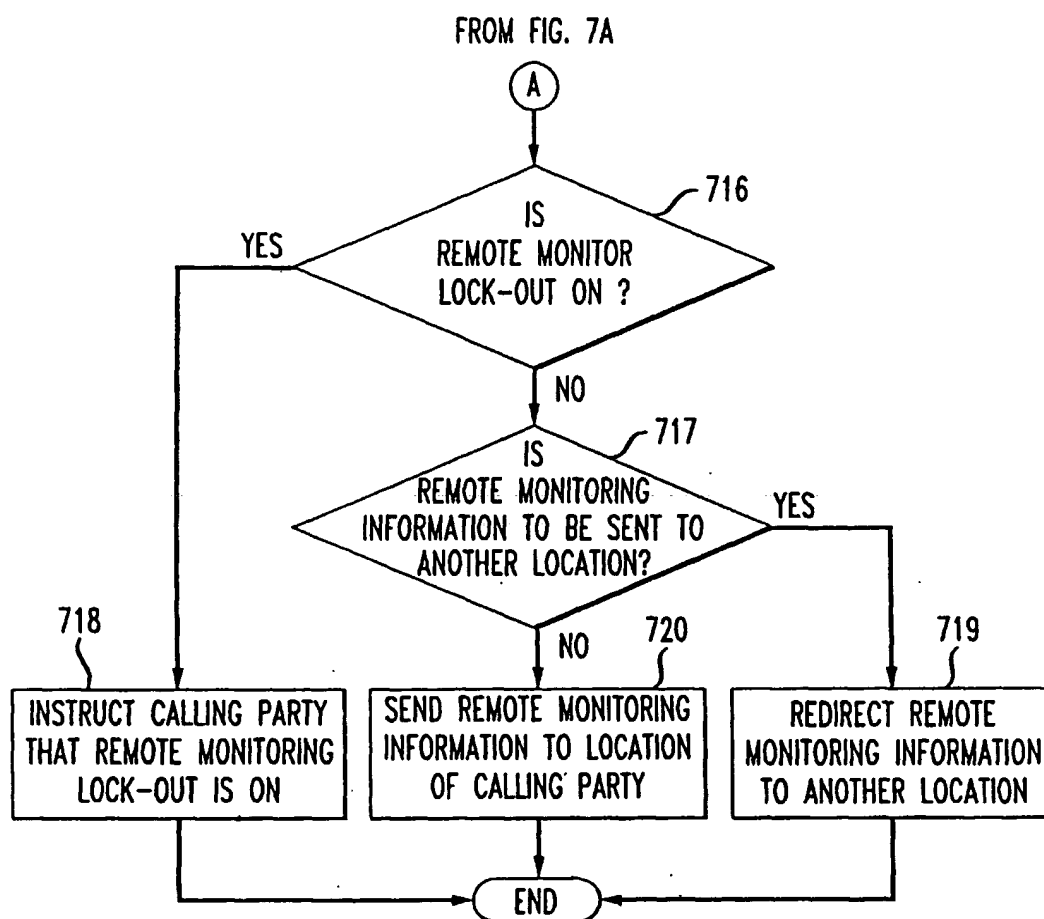 FROM FIG. 7A
A
716
IS
REMOTE MONITOR
LOCK-OUT ON ?
YES
NO
717
IS
REMOTE MONITORING
INFORMATION TO BE SENT TO
ANOTHER LOCATION?
YES
NO
718
INSTRUCT CALLING PARTY
THAT REMOTE MONITORING
LOCK-OUT IS ON
720
SEND REMOTE MONITORING
INFORMATION TO LOCATION
OF CALLING PARTY
719
REDIRECT REMOTE
MONITORING INFORMATION
TO ANOTHER LOCATION
END